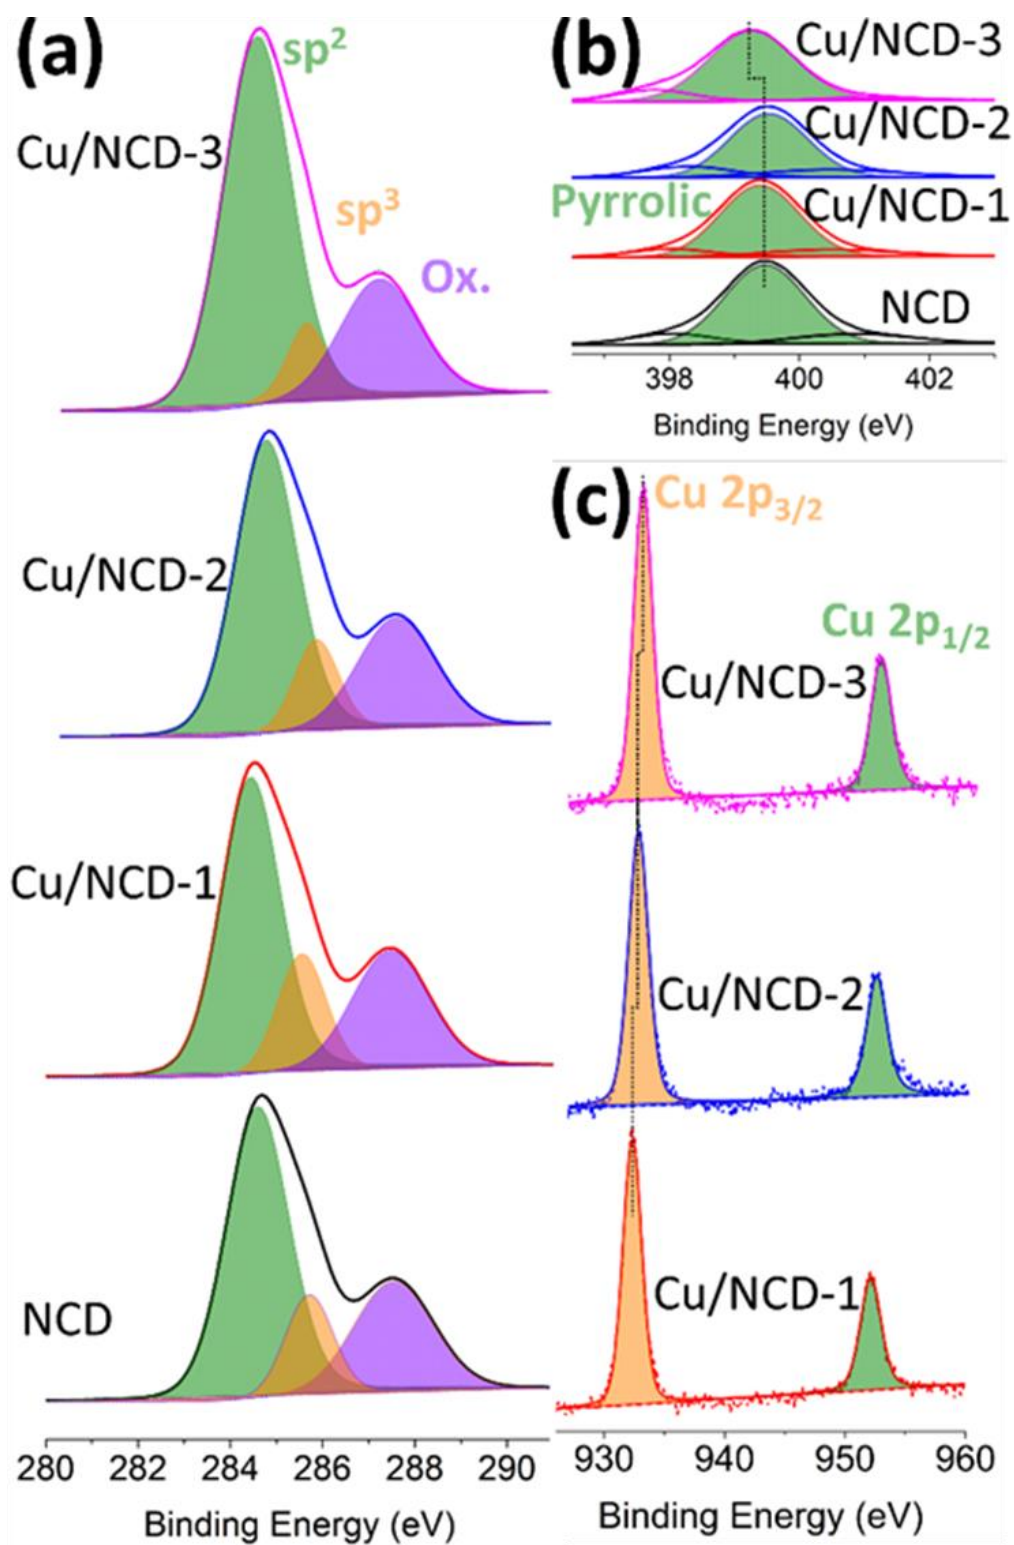 (a)
sp²
Cu/NCD-3
sp³
Ox.
Cu/NCD-2
Cu/NCD-1
NCD
280 282 284 286 288 290
Binding Energy (eV)
(b)
Cu/NCD-3
Cu/NCD-2
Pyrrolic
Cu/NCD-1
NCD
398 400 402
Binding Energy (eV)
(c)
Cu 2p3/2
Cu 2p1/2
Cu/NCD-3
Cu/NCD-2
Cu/NCD-1
930 940 950 960
Binding Energy (eV)